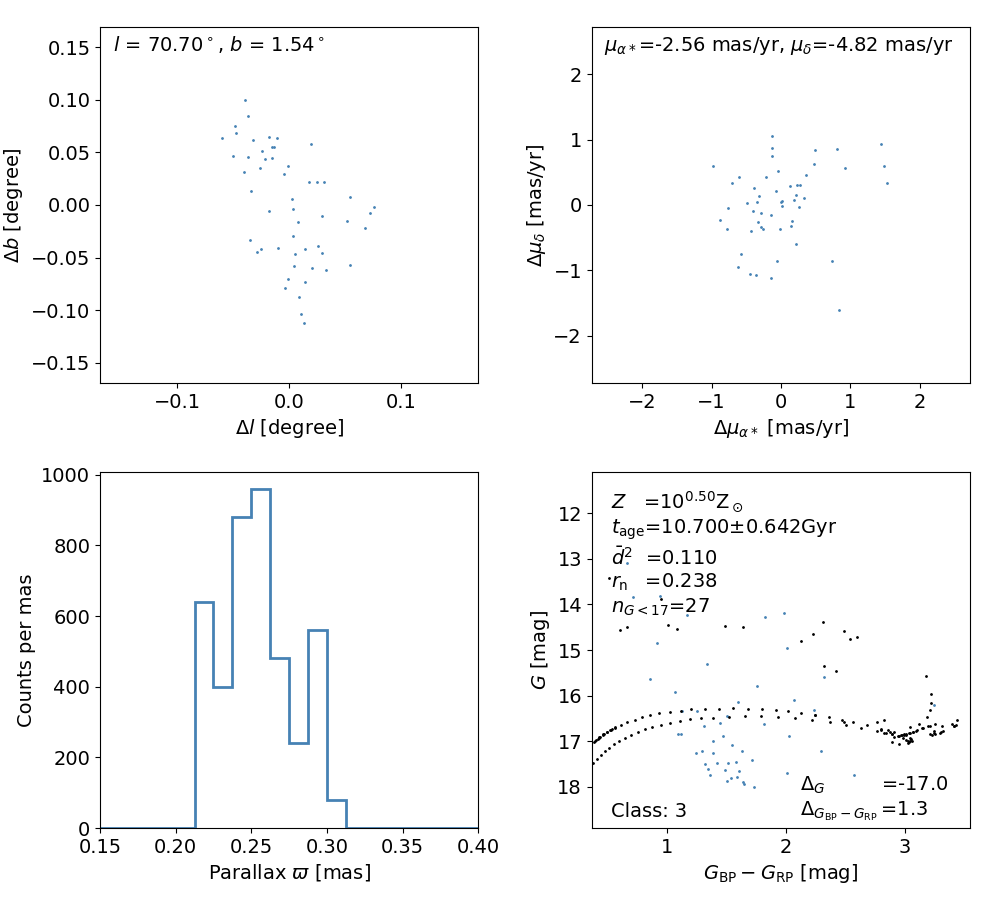 l = 70.70°, b = 1.54°
0.15
0.10
0.05
0.00
−0.05
−0.10
−0.15
Δb [degree]
−0.1 0.0 0.1
Δl [degree]
μα*=-2.56 mas/yr, μδ=-4.82 mas/yr
2
1
0
−1
−2
Δμδ [mas/yr]
−2 −1 0 1 2
Δμα* [mas/yr]
1000
800
600
400
200
0
Counts per mas
0.15 0.20 0.25 0.30 0.35 0.40
Parallax ϖ [mas]
Z =10^0.50 Z⊙
t_age=10.700±0.642Gyr
d̄² =0.110
r_n =0.238
n_G<17=27
12
13
14
15
16
17
18
G [mag]
Δ_G =-17.0
Class: 3
Δ_GBP−GRP =1.3
1 2 3
G_BP − G_RP [mag]